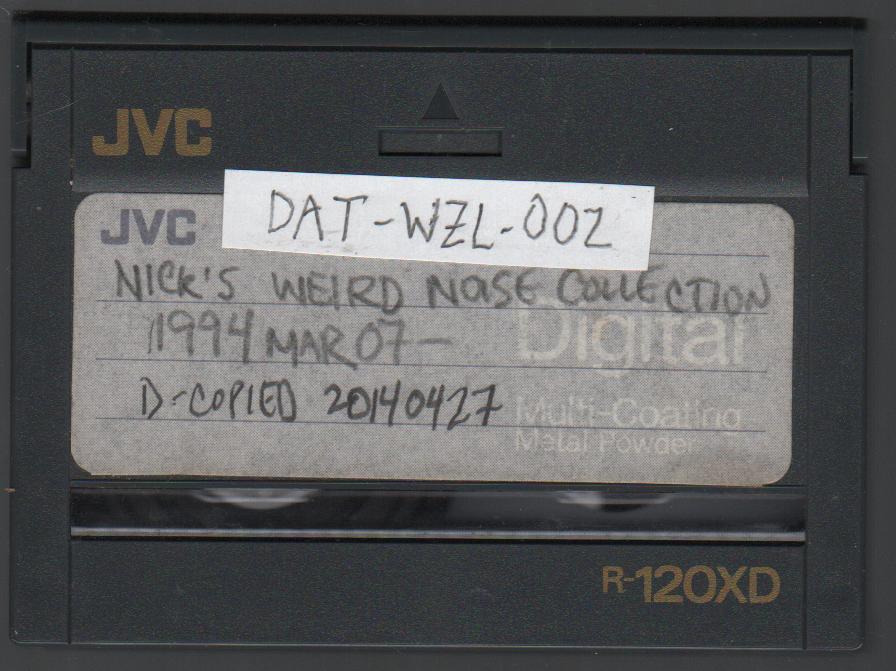 JVC
DAT-WZL-002
JVC
NICK'S WEIRD NOISE COLLECTION
Digital
1994 MAR 07-
D-COPIED 20140427
Multi-Coating
Metal Powder
R-120XD